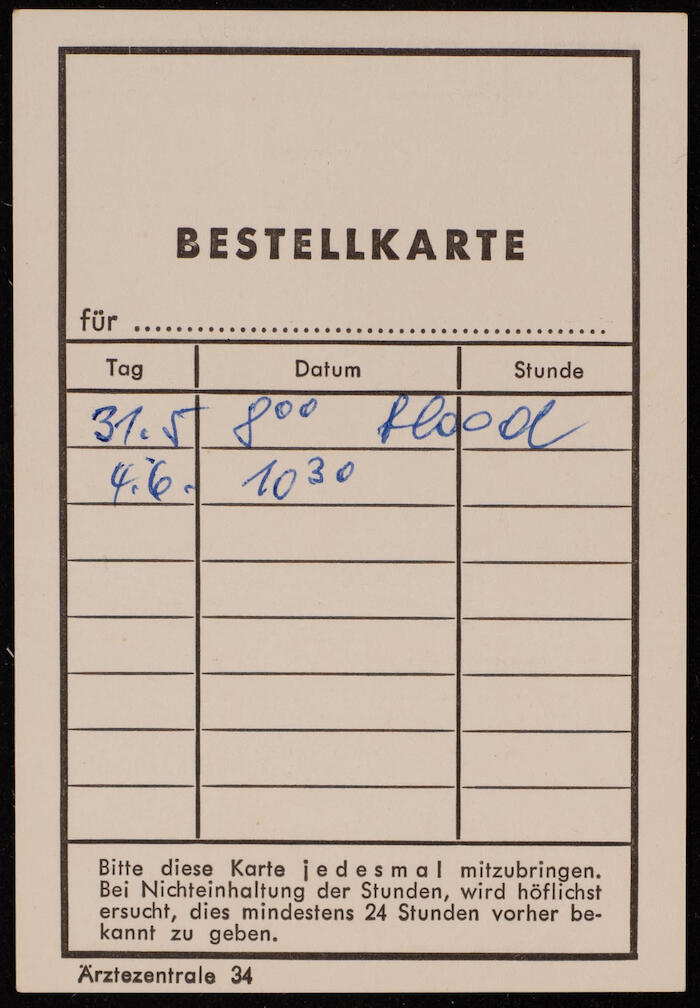 BESTELLKARTE
für ........................................
Tag Datum Stunde
31.5 8⁰⁰ blood
4.6. 10³⁰
Bitte diese Karte jedesmal mitzubringen.
Bei Nichteinhaltung der Stunden, wird höflichst
ersucht, dies mindestens 24 Stunden vorher be-
kannt zu geben.
Ärztezentrale 34